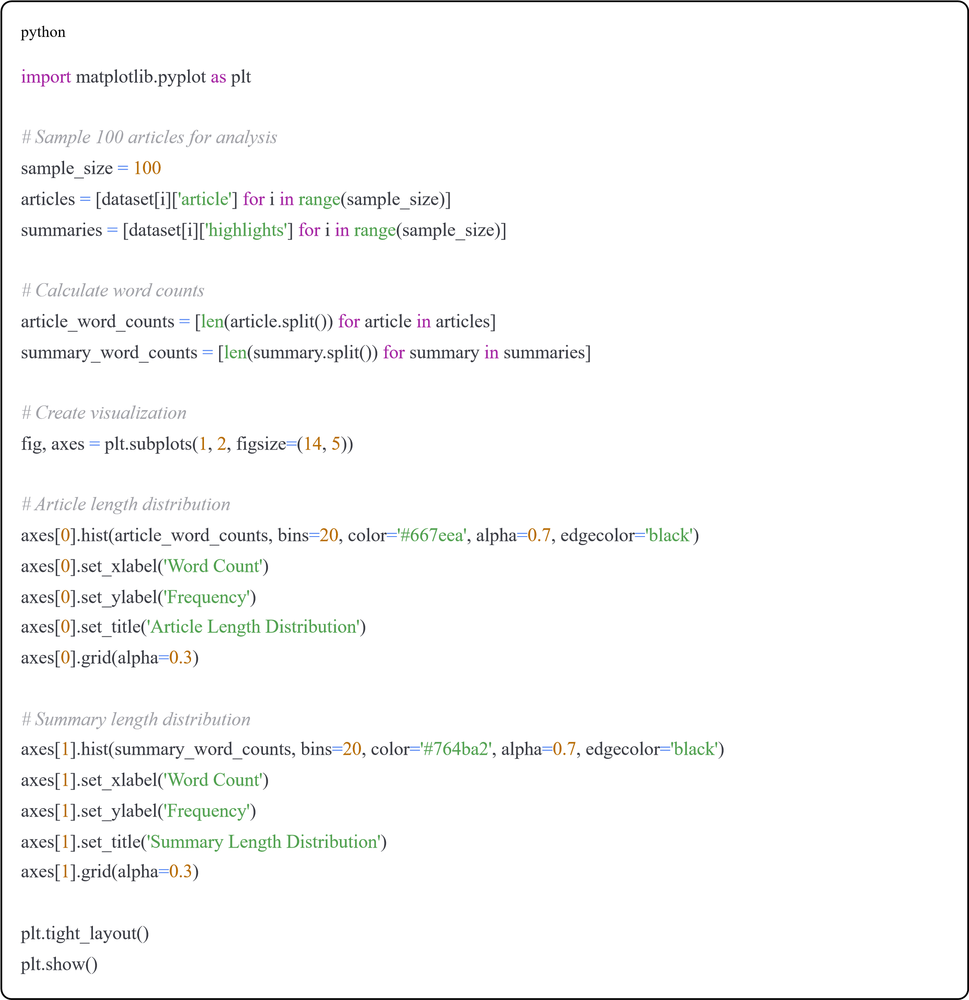 python
import matplotlib.pyplot as plt
# Sample 100 articles for analysis
sample_size = 100
articles = [dataset[i]['article'] for i in range(sample_size)]
summaries = [dataset[i]['highlights'] for i in range(sample_size)]
# Calculate word counts
article_word_counts = [len(article.split()) for article in articles]
summary_word_counts = [len(summary.split()) for summary in summaries]
# Create visualization
fig, axes = plt.subplots(1, 2, figsize=(14, 5))
# Article length distribution
axes[0].hist(article_word_counts, bins=20, color='#667eea', alpha=0.7, edgecolor='black')
axes[0].set_xlabel('Word Count')
axes[0].set_ylabel('Frequency')
axes[0].set_title('Article Length Distribution')
axes[0].grid(alpha=0.3)
# Summary length distribution
axes[1].hist(summary_word_counts, bins=20, color='#764ba2', alpha=0.7, edgecolor='black')
axes[1].set_xlabel('Word Count')
axes[1].set_ylabel('Frequency')
axes[1].set_title('Summary Length Distribution')
axes[1].grid(alpha=0.3)
plt.tight_layout()
plt.show()